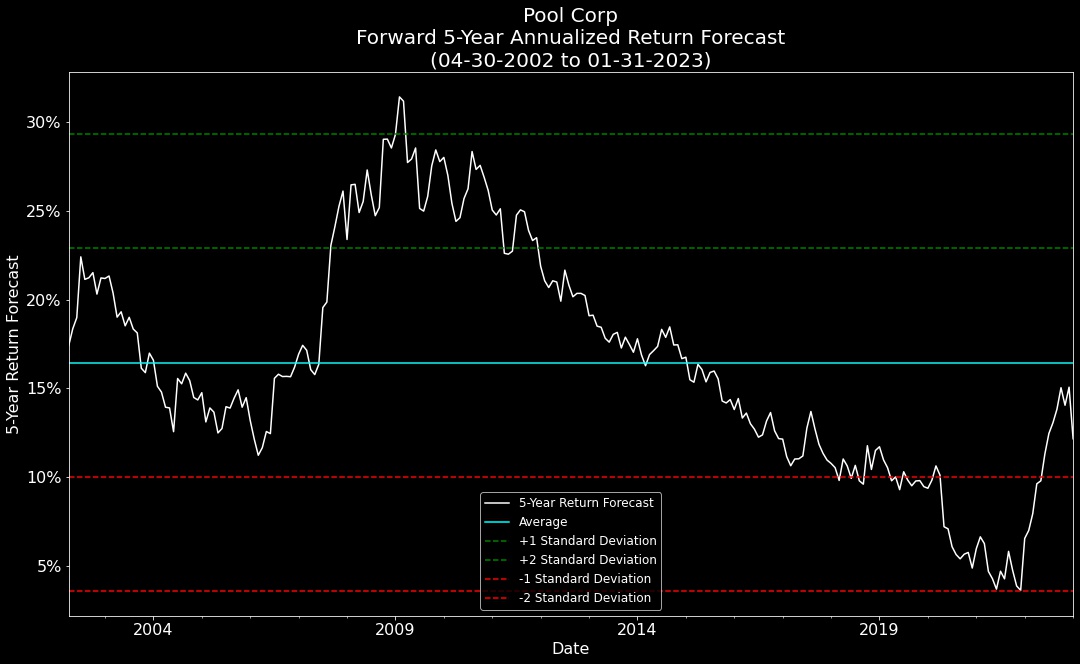 Pool Corp
Forward 5-Year Annualized Return Forecast
(04-30-2002 to 01-31-2023)
5-Year Return Forecast
30%
25%
20%
15%
10%
5%
5-Year Return Forecast
Average
+1 Standard Deviation
+2 Standard Deviation
-1 Standard Deviation
-2 Standard Deviation
2004
2009
2014
2019
Date